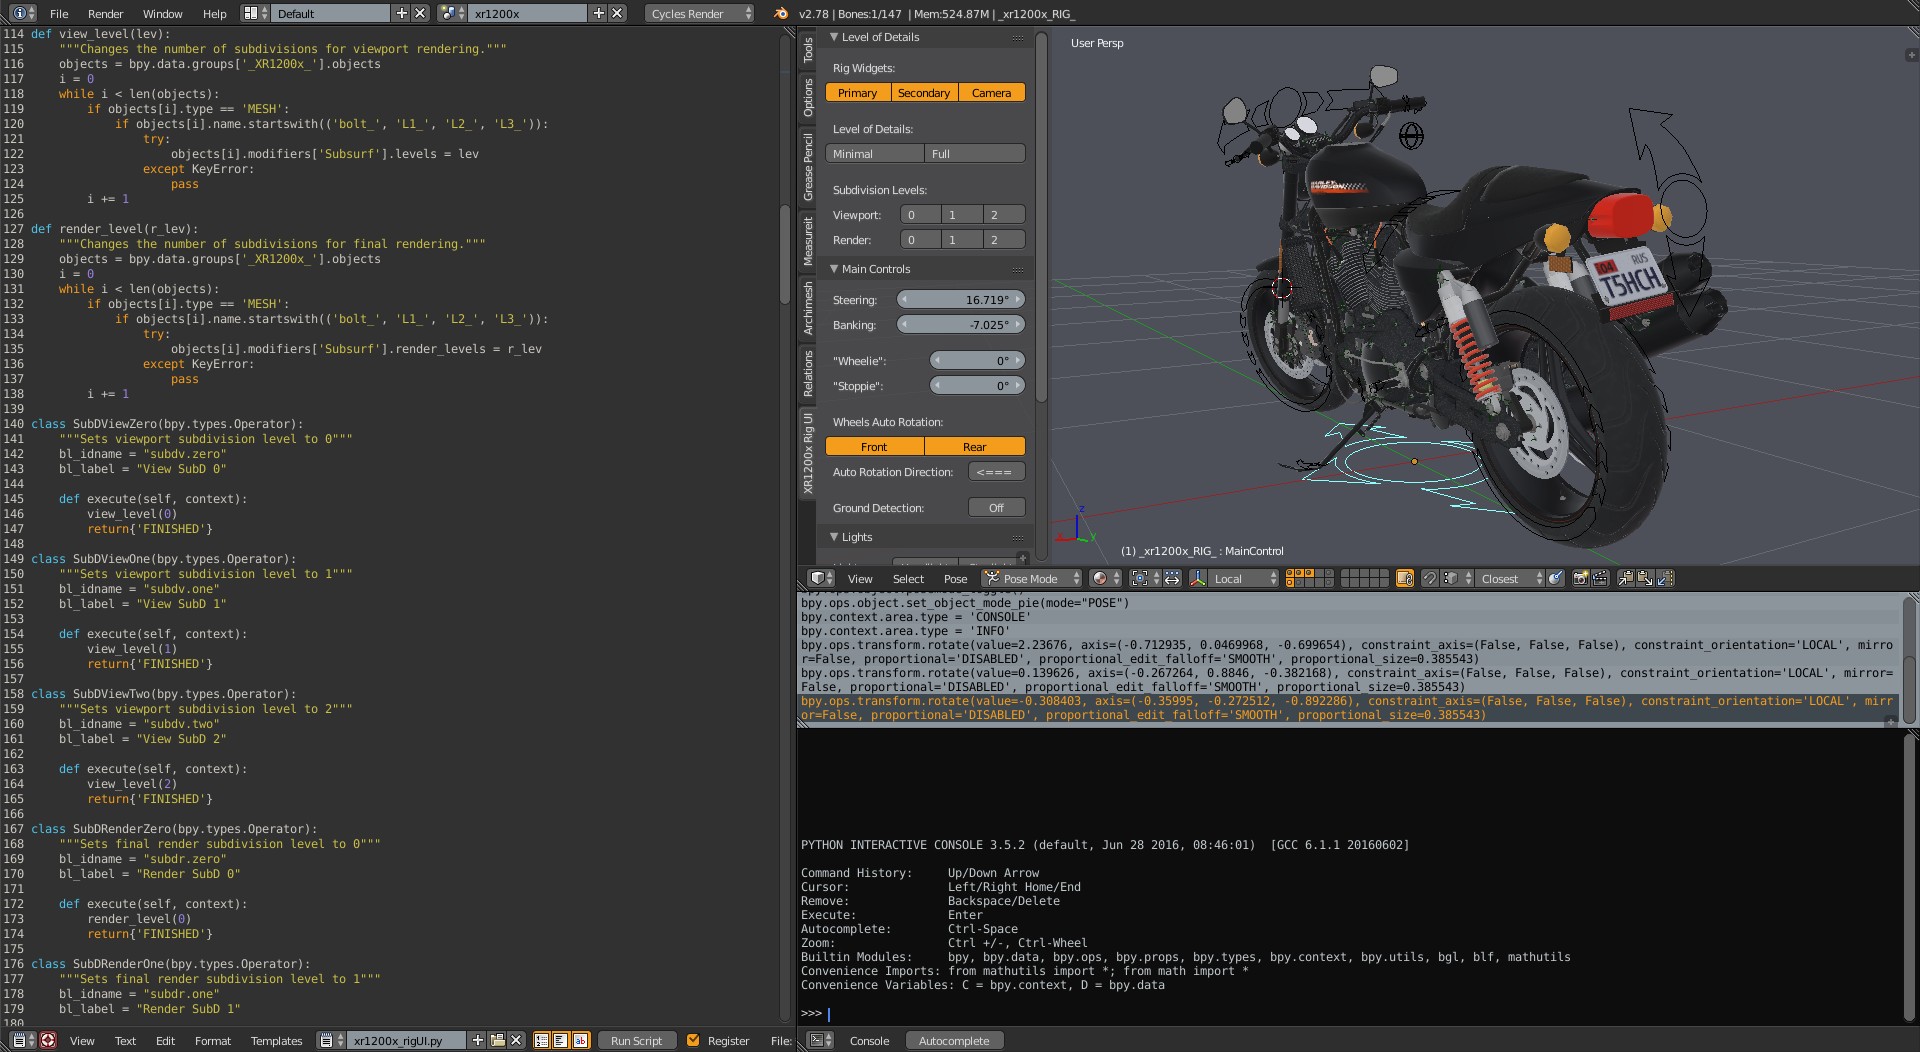 File Render Window Help Default xr1200x Cycles Render v2.78 | Bones:1/147 | Mem:524.87M | _xr1200x_RIG_
114 def view_level(lev):
115 """Changes the number of subdivisions for viewport rendering."""
116 objects = bpy.data.groups['_XR1200x_'].objects
117 i = 0
118 while i < len(objects):
119 if objects[i].type == 'MESH':
120 if objects[i].name.startswith(('bolt_', 'L1_', 'L2_', 'L3_')):
121 try:
122 objects[i].modifiers['Subsurf'].levels = lev
123 except KeyError:
124 pass
125 i += 1
126
127 def render_level(r_lev):
128 """Changes the number of subdivisions for final rendering."""
129 objects = bpy.data.groups['_XR1200x_'].objects
130 i = 0
131 while i < len(objects):
132 if objects[i].type == 'MESH':
133 if objects[i].name.startswith(('bolt_', 'L1_', 'L2_', 'L3_')):
134 try:
135 objects[i].modifiers['Subsurf'].render_levels = r_lev
136 except KeyError:
137 pass
138 i += 1
139
140 class SubDViewZero(bpy.types.Operator):
141 """Sets viewport subdivision level to 0"""
142 bl_idname = "subdv.zero"
143 bl_label = "View SubD 0"
144
145 def execute(self, context):
146 view_level(0)
147 return{'FINISHED'}
148
149 class SubDViewOne(bpy.types.Operator):
150 """Sets viewport subdivision level to 1"""
151 bl_idname = "subdv.one"
152 bl_label = "View SubD 1"
153
154 def execute(self, context):
155 view_level(1)
156 return{'FINISHED'}
157
158 class SubDViewTwo(bpy.types.Operator):
159 """Sets viewport subdivision level to 2"""
160 bl_idname = "subdv.two"
161 bl_label = "View SubD 2"
162
163 def execute(self, context):
164 view_level(2)
165 return{'FINISHED'}
166
167 class SubDRenderZero(bpy.types.Operator):
168 """Sets final render subdivision level to 0"""
169 bl_idname = "subdr.zero"
170 bl_label = "Render SubD 0"
171
172 def execute(self, context):
173 render_level(0)
174 return{'FINISHED'}
175
176 class SubDRenderOne(bpy.types.Operator):
177 """Sets final render subdivision level to 1"""
178 bl_idname = "subdr.one"
179 bl_label = "Render SubD 1"
180
View Text Edit Format Templates xr1200x_rigUI.py Run Script Register File:
Tools
Options
Grease Pencil
Measureit
Archimesh
Relations
XR1200x Rig UI
Level of Details
Rig Widgets:
Primary Secondary Camera
Level of Details:
Minimal Full
Subdivision Levels:
Viewport: 0 1 2
Render: 0 1 2
Main Controls
Steering: 16.719°
Banking: -7.025°
"Wheelie": 0°
"Stoppie": 0°
Wheels Auto Rotation:
Front Rear
Auto Rotation Direction: <===
Ground Detection: Off
Lights
User Persp
HARLEY-DAVIDSON
04 RUS
T5HCH
z
x y
(1) _xr1200x_RIG_ : MainControl
View Select Pose Pose Mode Local Closest
bpy.ops.object.set_object_mode_pie(mode="POSE")
bpy.context.area.type = 'CONSOLE'
bpy.context.area.type = 'INFO'
bpy.ops.transform.rotate(value=2.23676, axis=(-0.712935, 0.0469968, -0.699654), constraint_axis=(False, False, False), constraint_orientation='LOCAL', mirro
r=False, proportional='DISABLED', proportional_edit_falloff='SMOOTH', proportional_size=0.385543)
bpy.ops.transform.rotate(value=0.139626, axis=(-0.267264, 0.8846, -0.382168), constraint_axis=(False, False, False), constraint_orientation='LOCAL', mirror=
False, proportional='DISABLED', proportional_edit_falloff='SMOOTH', proportional_size=0.385543)
bpy.ops.transform.rotate(value=-0.308403, axis=(-0.35995, -0.272512, -0.892286), constraint_axis=(False, False, False), constraint_orientation='LOCAL', mirr
or=False, proportional='DISABLED', proportional_edit_falloff='SMOOTH', proportional_size=0.385543)
PYTHON INTERACTIVE CONSOLE 3.5.2 (default, Jun 28 2016, 08:46:01) [GCC 6.1.1 20160602]
Command History: Up/Down Arrow
Cursor: Left/Right Home/End
Remove: Backspace/Delete
Execute: Enter
Autocomplete: Ctrl-Space
Zoom: Ctrl +/-, Ctrl-Wheel
Builtin Modules: bpy, bpy.data, bpy.ops, bpy.props, bpy.types, bpy.context, bpy.utils, bgl, blf, mathutils
Convenience Imports: from mathutils import *; from math import *
Convenience Variables: C = bpy.context, D = bpy.data
>>>
Console Autocomplete